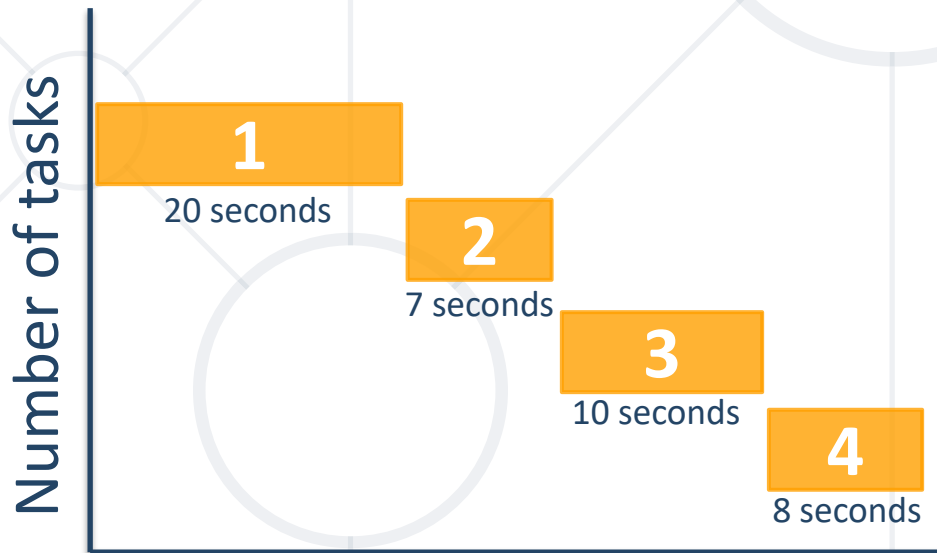 Number of tasks
1
20 seconds
2
7 seconds
3
10 seconds
4
8 seconds